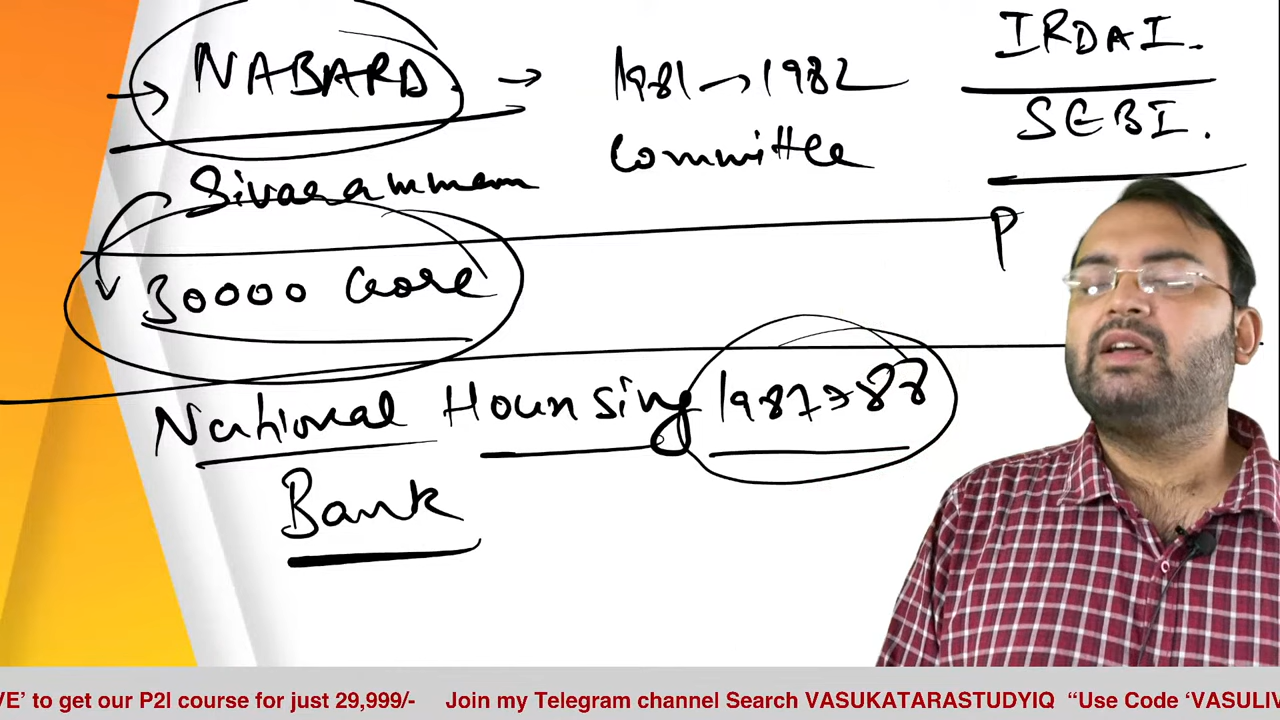 NABARD → 1981 → 1982
Committee
Sivarammam
30000 Crore
National Hounsing 1987 → 88
Bank
IRDAI.
SEBI.
P
VE’ to get our P2I course for just 29,999/- Join my Telegram channel Search VASUKATARASTUDYIQ “Use Code ‘VASULIV